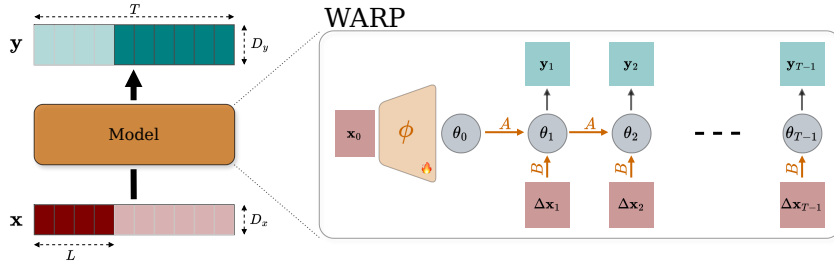 WARP
T
y
D_y
Model
x
D_x
L
x_0
ϕ
θ_0
A
θ_1
A
θ_2
θ_{T−1}
y_1
y_2
y_{T−1}
B
B
B
Δx_1
Δx_2
Δx_{T−1}